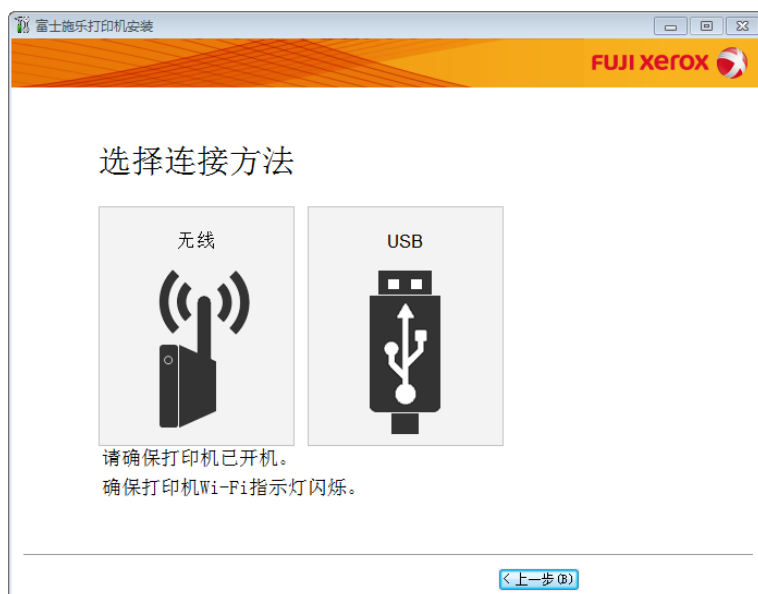 富士施乐打印机安装
FUJI xerox
选择连接方法
无线
USB
请确保打印机已开机。
确保打印机Wi-Fi指示灯闪烁。
<上一步(B)